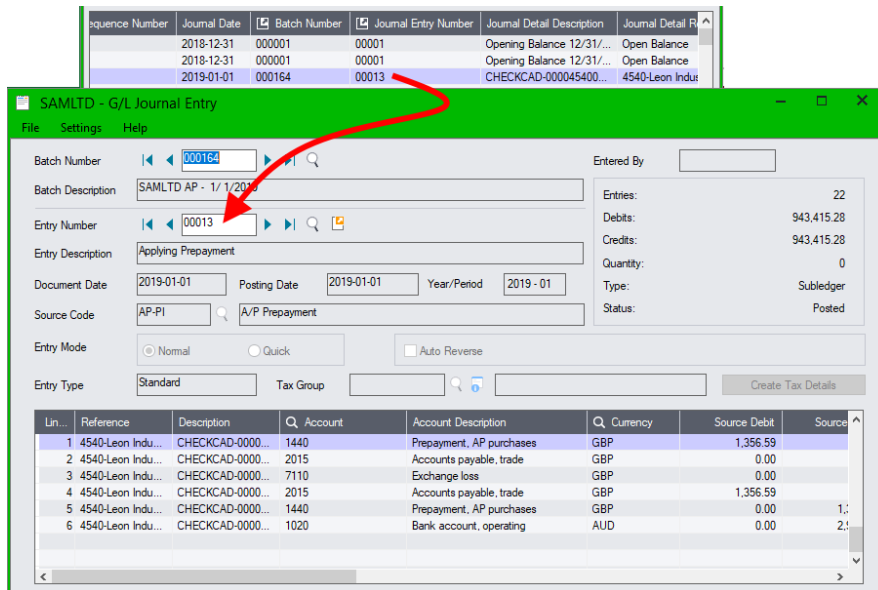 equence Number Journal Date Batch Number Journal Entry Number Journal Detail Description Journal Detail R
2018-12-31 000001 00001 Opening Balance 12/31/... Open Balance
2018-12-31 000001 00001 Opening Balance 12/31/... Open Balance
2019-01-01 000164 00013 CHECKCAD-000045400... 4540-Leon Indus
SAMLTD - G/L Journal Entry
File Settings Help
Batch Number 000164 Entered By
Batch Description SAMLTD AP - 1/ 1/2019
Entries: 22
Entry Number 00013
Debits: 943,415.28
Credits: 943,415.28
Entry Description Applying Prepayment
Quantity: 0
Document Date 2019-01-01 Posting Date 2019-01-01 Year/Period 2019 - 01
Type: Subledger
Source Code AP-PI A/P Prepayment
Status: Posted
Entry Mode Normal Quick Auto Reverse
Entry Type Standard Tax Group Create Tax Details
Lin... Reference Description Account Account Description Currency Source Debit Source
1 4540-Leon Indu... CHECKCAD-0000... 1440 Prepayment, AP purchases GBP 1,356.59
2 4540-Leon Indu... CHECKCAD-0000... 2015 Accounts payable, trade GBP 0.00
3 4540-Leon Indu... CHECKCAD-0000... 7110 Exchange loss GBP 0.00
4 4540-Leon Indu... CHECKCAD-0000... 2015 Accounts payable, trade GBP 1,356.59
5 4540-Leon Indu... CHECKCAD-0000... 1440 Prepayment, AP purchases GBP 0.00 1,
6 4540-Leon Indu... CHECKCAD-0000... 1020 Bank account, operating AUD 0.00 2,